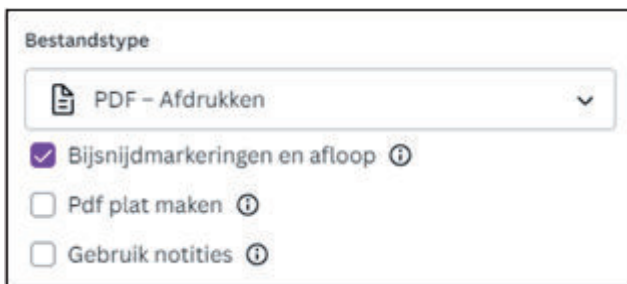 Bestandstype
PDF – Afdrukken
Bijsnijdmarkeringen en afloop
Pdf plat maken
Gebruik notities